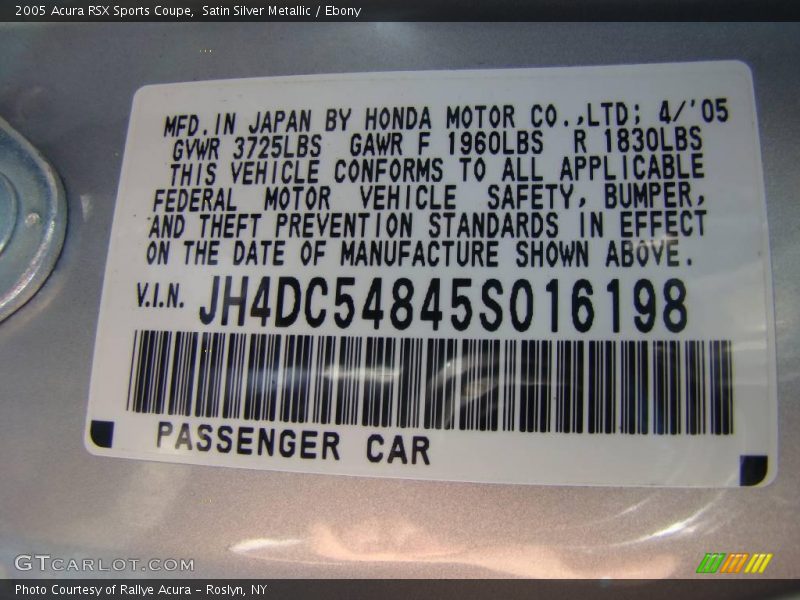 2005 Acura RSX Sports Coupe,  Satin Silver Metallic / Ebony
MFD.IN JAPAN BY HONDA MOTOR CO.,LTD; 4/'05
GVWR 3725LBS GAWR F 1960LBS R 1830LBS
THIS VEHICLE CONFORMS TO ALL APPLICABLE
FEDERAL MOTOR VEHICLE SAFETY, BUMPER,
AND THEFT PREVENTION STANDARDS IN EFFECT
ON THE DATE OF MANUFACTURE SHOWN ABOVE.
V.I.N. JH4DC54845S016198
PASSENGER CAR
GTCARLOT.COM
Photo Courtesy of Rallye Acura – Roslyn, NY